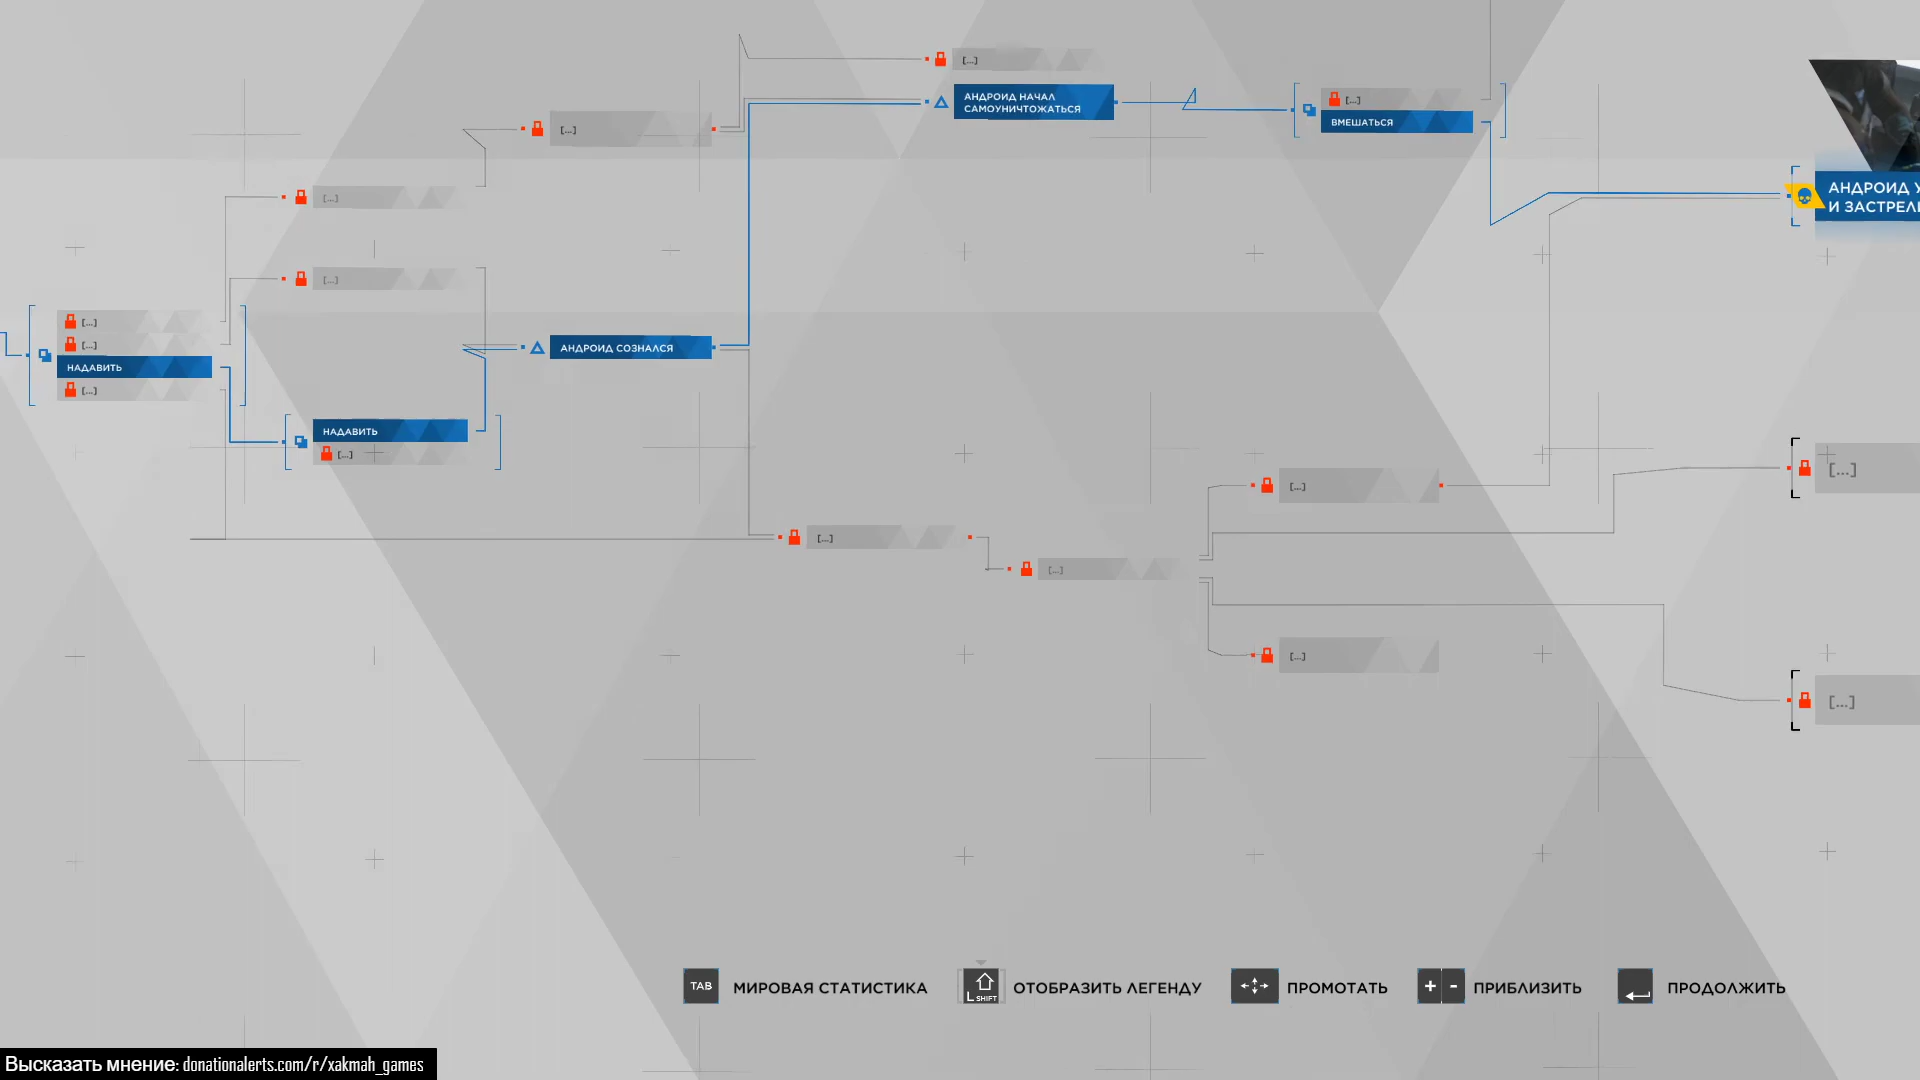 [...]
АНДРОИД НАЧАЛ
САМОУНИЧТОЖАТЬСЯ
[...]
ВМЕШАТЬСЯ
[...]
[...]
АНДРОИД У
И ЗАСТРЕЛ
[...]
[...]
[...]
НАДАВИТЬ
[...]
АНДРОИД СОЗНАЛСЯ
НАДАВИТЬ
[...]
[...]
[...]
[...]
[...]
[...]
[...]
TAB МИРОВАЯ СТАТИСТИКА L SHIFT ОТОБРАЗИТЬ ЛЕГЕНДУ ПРОМОТАТЬ + - ПРИБЛИЗИТЬ ПРОДОЛЖИТЬ
Высказать мнение: donationalerts.com/r/xakmah_games